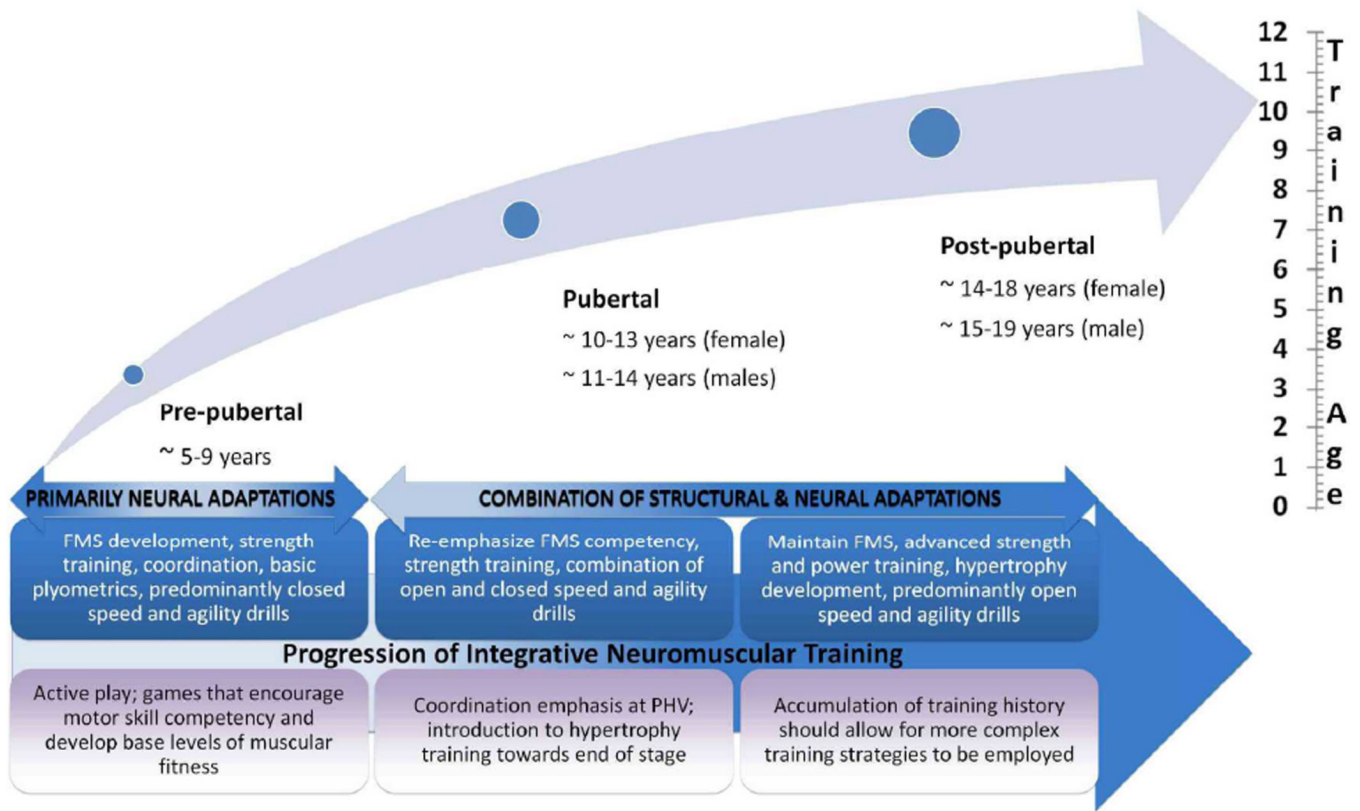 12
11
10
9
8
7
6
5
4
3
2
1
0
Training Age
Post-pubertal
~ 14-18 years (female)
~ 15-19 years (male)
Pubertal
~ 10-13 years (female)
~ 11-14 years (males)
Pre-pubertal
~ 5-9 years
PRIMARILY NEURAL ADAPTATIONS
COMBINATION OF STRUCTURAL & NEURAL ADAPTATIONS
FMS development, strength
training, coordination, basic
plyometrics, predominantly closed
speed and agility drills
Re-emphasize FMS competency,
strength training, combination of
open and closed speed and agility
drills
Maintain FMS, advanced strength
and power training, hypertrophy
development, predominantly open
speed and agility drills
Progression of Integrative Neuromuscular Training
Active play; games that encourage
motor skill competency and
develop base levels of muscular
fitness
Coordination emphasis at PHV;
introduction to hypertrophy
training towards end of stage
Accumulation of training history
should allow for more complex
training strategies to be employed